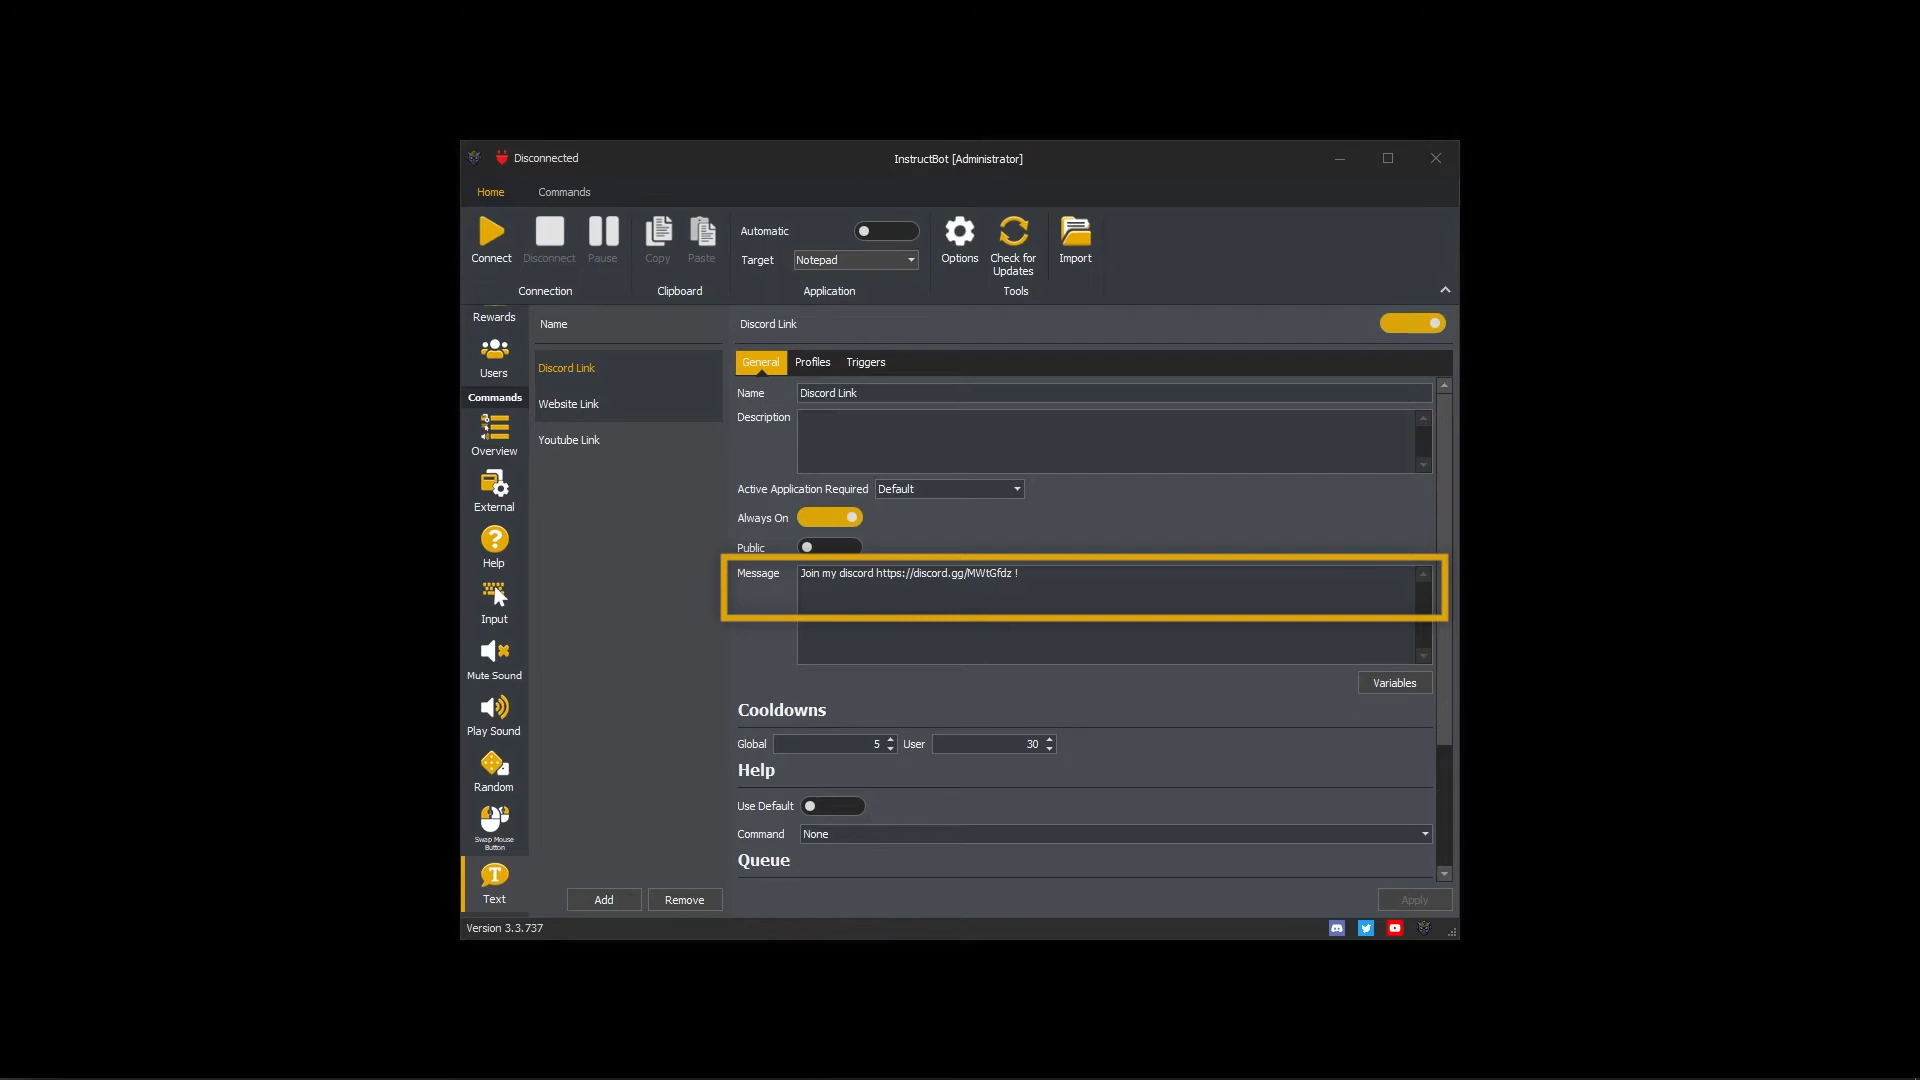 Disconnected
InstructBot [Administrator]
Home
Commands
Connect
Disconnect
Pause
Connection
Copy
Paste
Clipboard
Automatic
Target
Notepad
Application
Options
Check for
Updates
Tools
Import
Rewards
Users
Commands
Overview
External
Help
Input
Mute Sound
Play Sound
Random
Swap Mouse
Button
Text
Name
Discord Link
Website Link
Youtube Link
Add
Remove
Discord Link
General
Profiles
Triggers
Name
Discord Link
Description
Active Application Required
Default
Always On
Public
Message
Join my discord https://discord.gg/MWtGfdz !
Variables
Cooldowns
Global
5
User
30
Help
Use Default
Command
None
Queue
Apply
Version 3.3.737